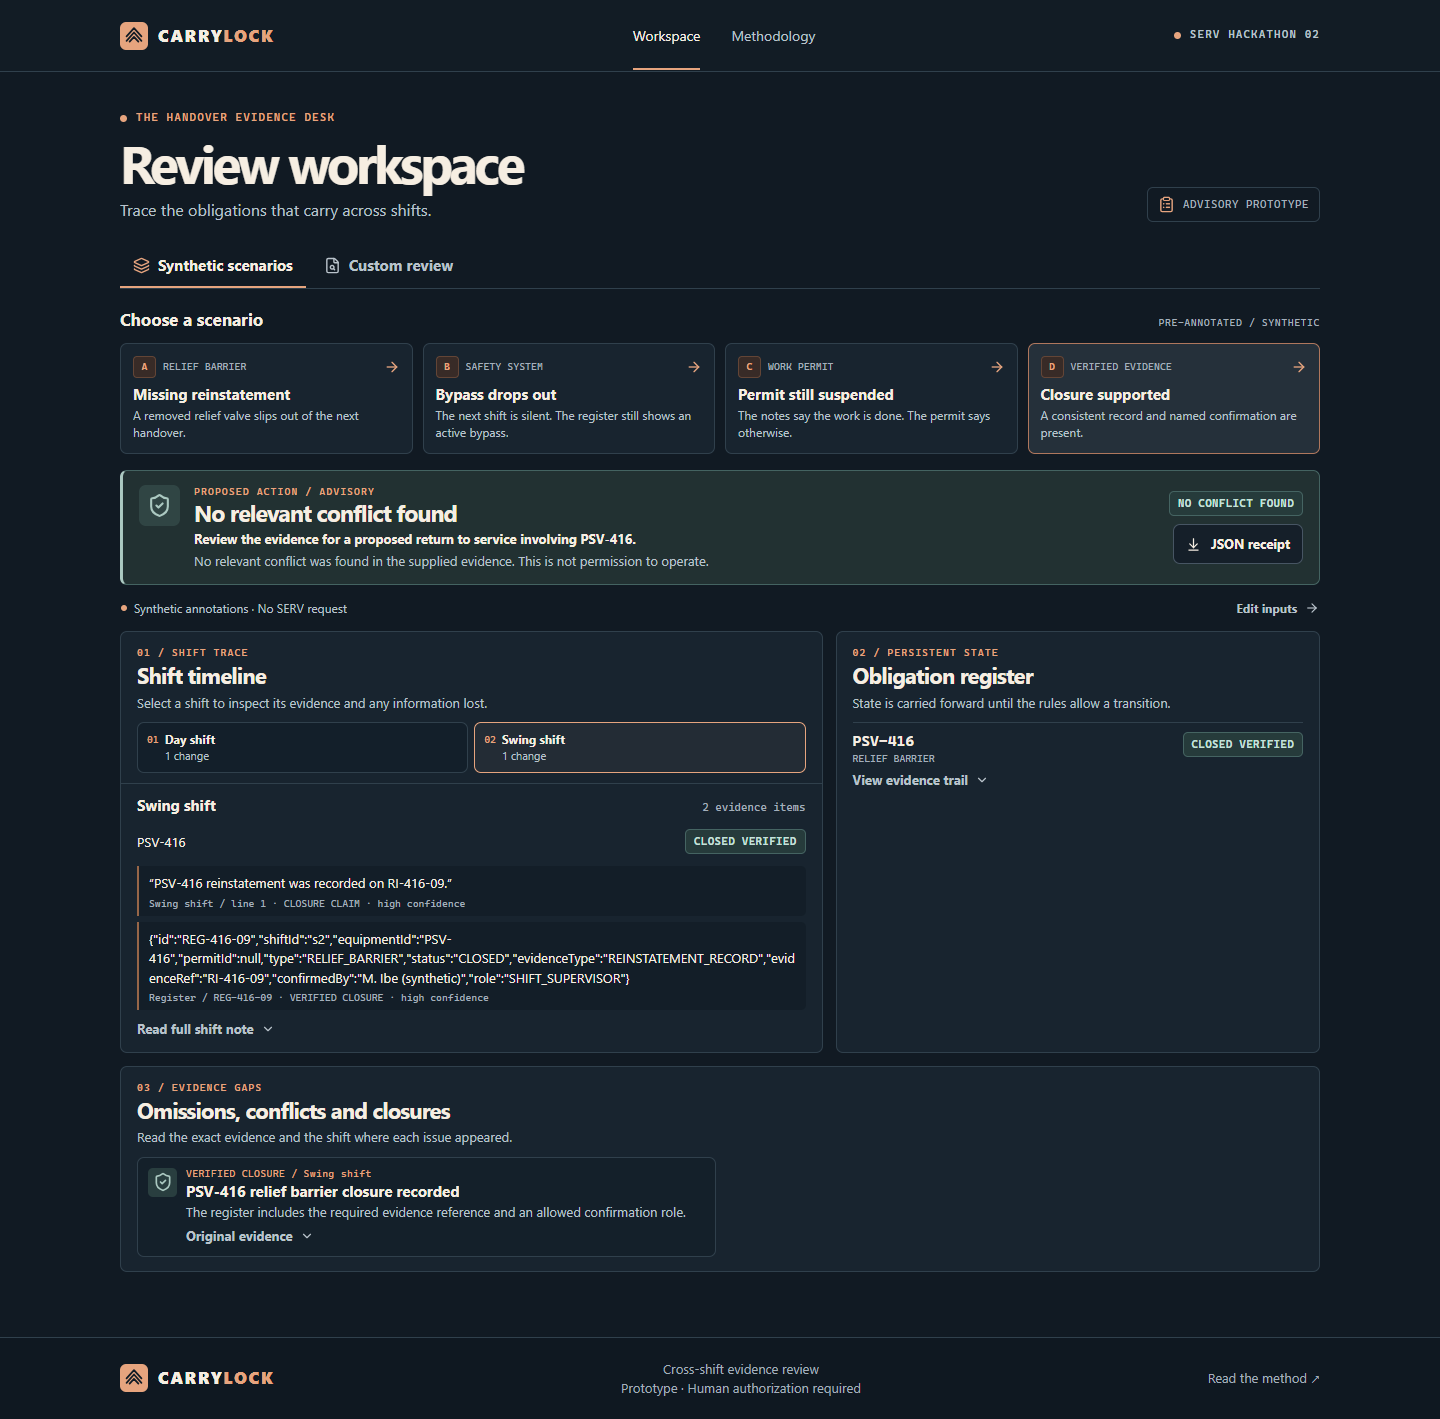 CARRYLOCK
Workspace
Methodology
SERV HACKATHON 02
THE HANDOVER EVIDENCE DESK
Review workspace
Trace the obligations that carry across shifts.
ADVISORY PROTOTYPE
Synthetic scenarios
Custom review
Choose a scenario
PRE-ANNOTATED / SYNTHETIC
A RELIEF BARRIER
Missing reinstatement
A removed relief valve slips out of the next
handover.
B SAFETY SYSTEM
Bypass drops out
The next shift is silent. The register still shows an
active bypass.
C WORK PERMIT
Permit still suspended
The notes say the work is done. The permit says
otherwise.
D VERIFIED EVIDENCE
Closure supported
A consistent record and named confirmation are
present.
PROPOSED ACTION / ADVISORY
No relevant conflict found
Review the evidence for a proposed return to service involving PSV-416.
No relevant conflict was found in the supplied evidence. This is not permission to operate.
NO CONFLICT FOUND
JSON receipt
Synthetic annotations · No SERV request
Edit inputs
01 / SHIFT TRACE
Shift timeline
Select a shift to inspect its evidence and any information lost.
01 Day shift
1 change
02 Swing shift
1 change
Swing shift
2 evidence items
PSV-416
CLOSED VERIFIED
“PSV-416 reinstatement was recorded on RI-416-09.”
Swing shift / line 1 · CLOSURE CLAIM · high confidence
{"id":"REG-416-09","shiftId":"s2","equipmentId":"PSV-
416","permitId":null,"type":"RELIEF_BARRIER","status":"CLOSED","evidenceType":"REINSTATEMENT_RECORD","evid
enceRef":"RI-416-09","confirmedBy":"M. Ibe (synthetic)","role":"SHIFT_SUPERVISOR"}
Register / REG-416-09 · VERIFIED CLOSURE · high confidence
Read full shift note
02 / PERSISTENT STATE
Obligation register
State is carried forward until the rules allow a transition.
PSV-416
RELIEF BARRIER
CLOSED VERIFIED
View evidence trail
03 / EVIDENCE GAPS
Omissions, conflicts and closures
Read the exact evidence and the shift where each issue appeared.
VERIFIED CLOSURE / Swing shift
PSV-416 relief barrier closure recorded
The register includes the required evidence reference and an allowed confirmation role.
Original evidence
CARRYLOCK
Cross-shift evidence review
Prototype · Human authorization required
Read the method ↗